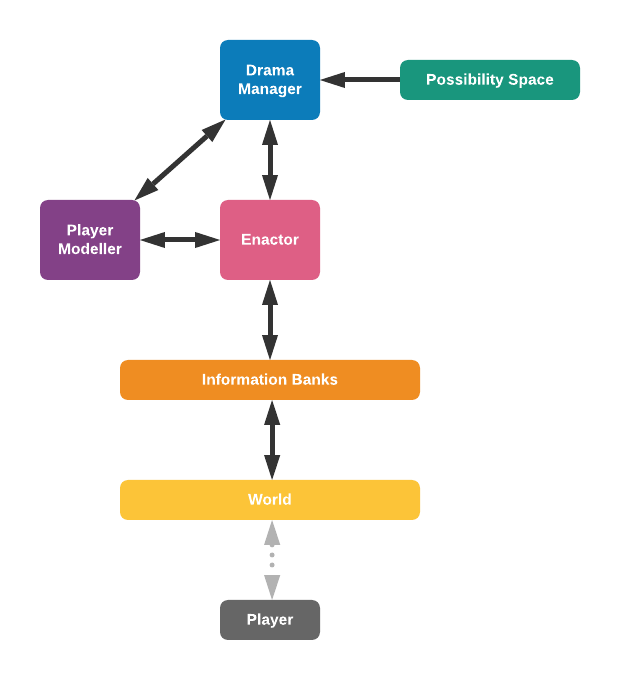 Drama
Manager
Possibility Space
Player
Modeller
Enactor
Information Banks
World
Player